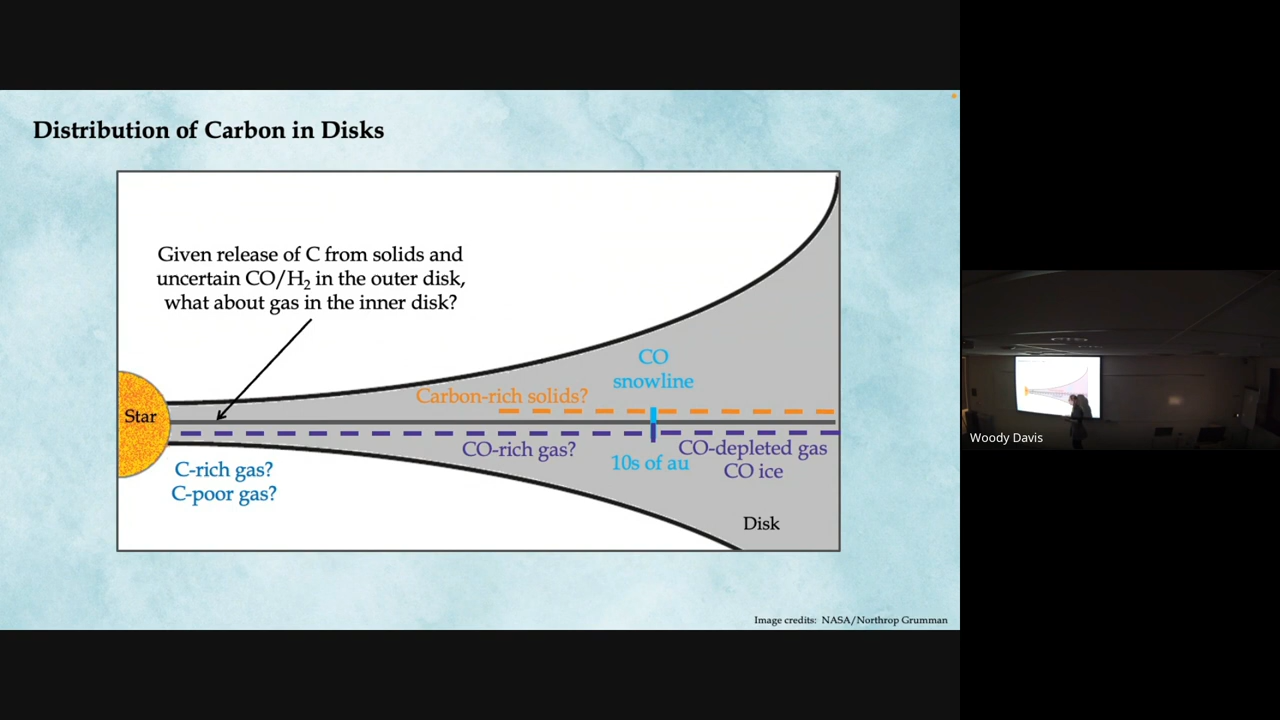 Distribution of Carbon in Disks
Given release of C from solids and
uncertain CO/H₂ in the outer disk,
what about gas in the inner disk?
CO
snowline
Carbon-rich solids?
Star
CO-rich gas?
10s of au
CO-depleted gas
CO ice
C-rich gas?
C-poor gas?
Disk
Image credits: NASA/Northrop Grumman
Woody Davis